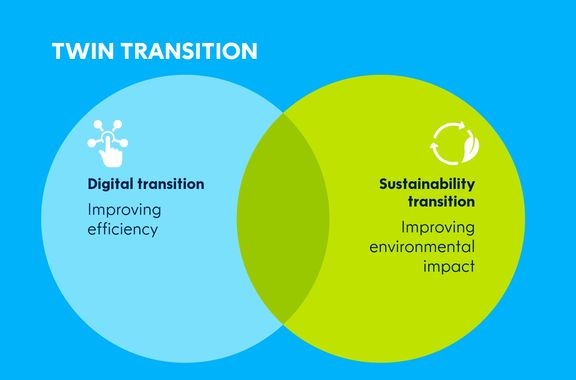 TWIN TRANSITION
Digital transition
Improving
efficiency
Sustainability
transition
Improving
environmental
impact